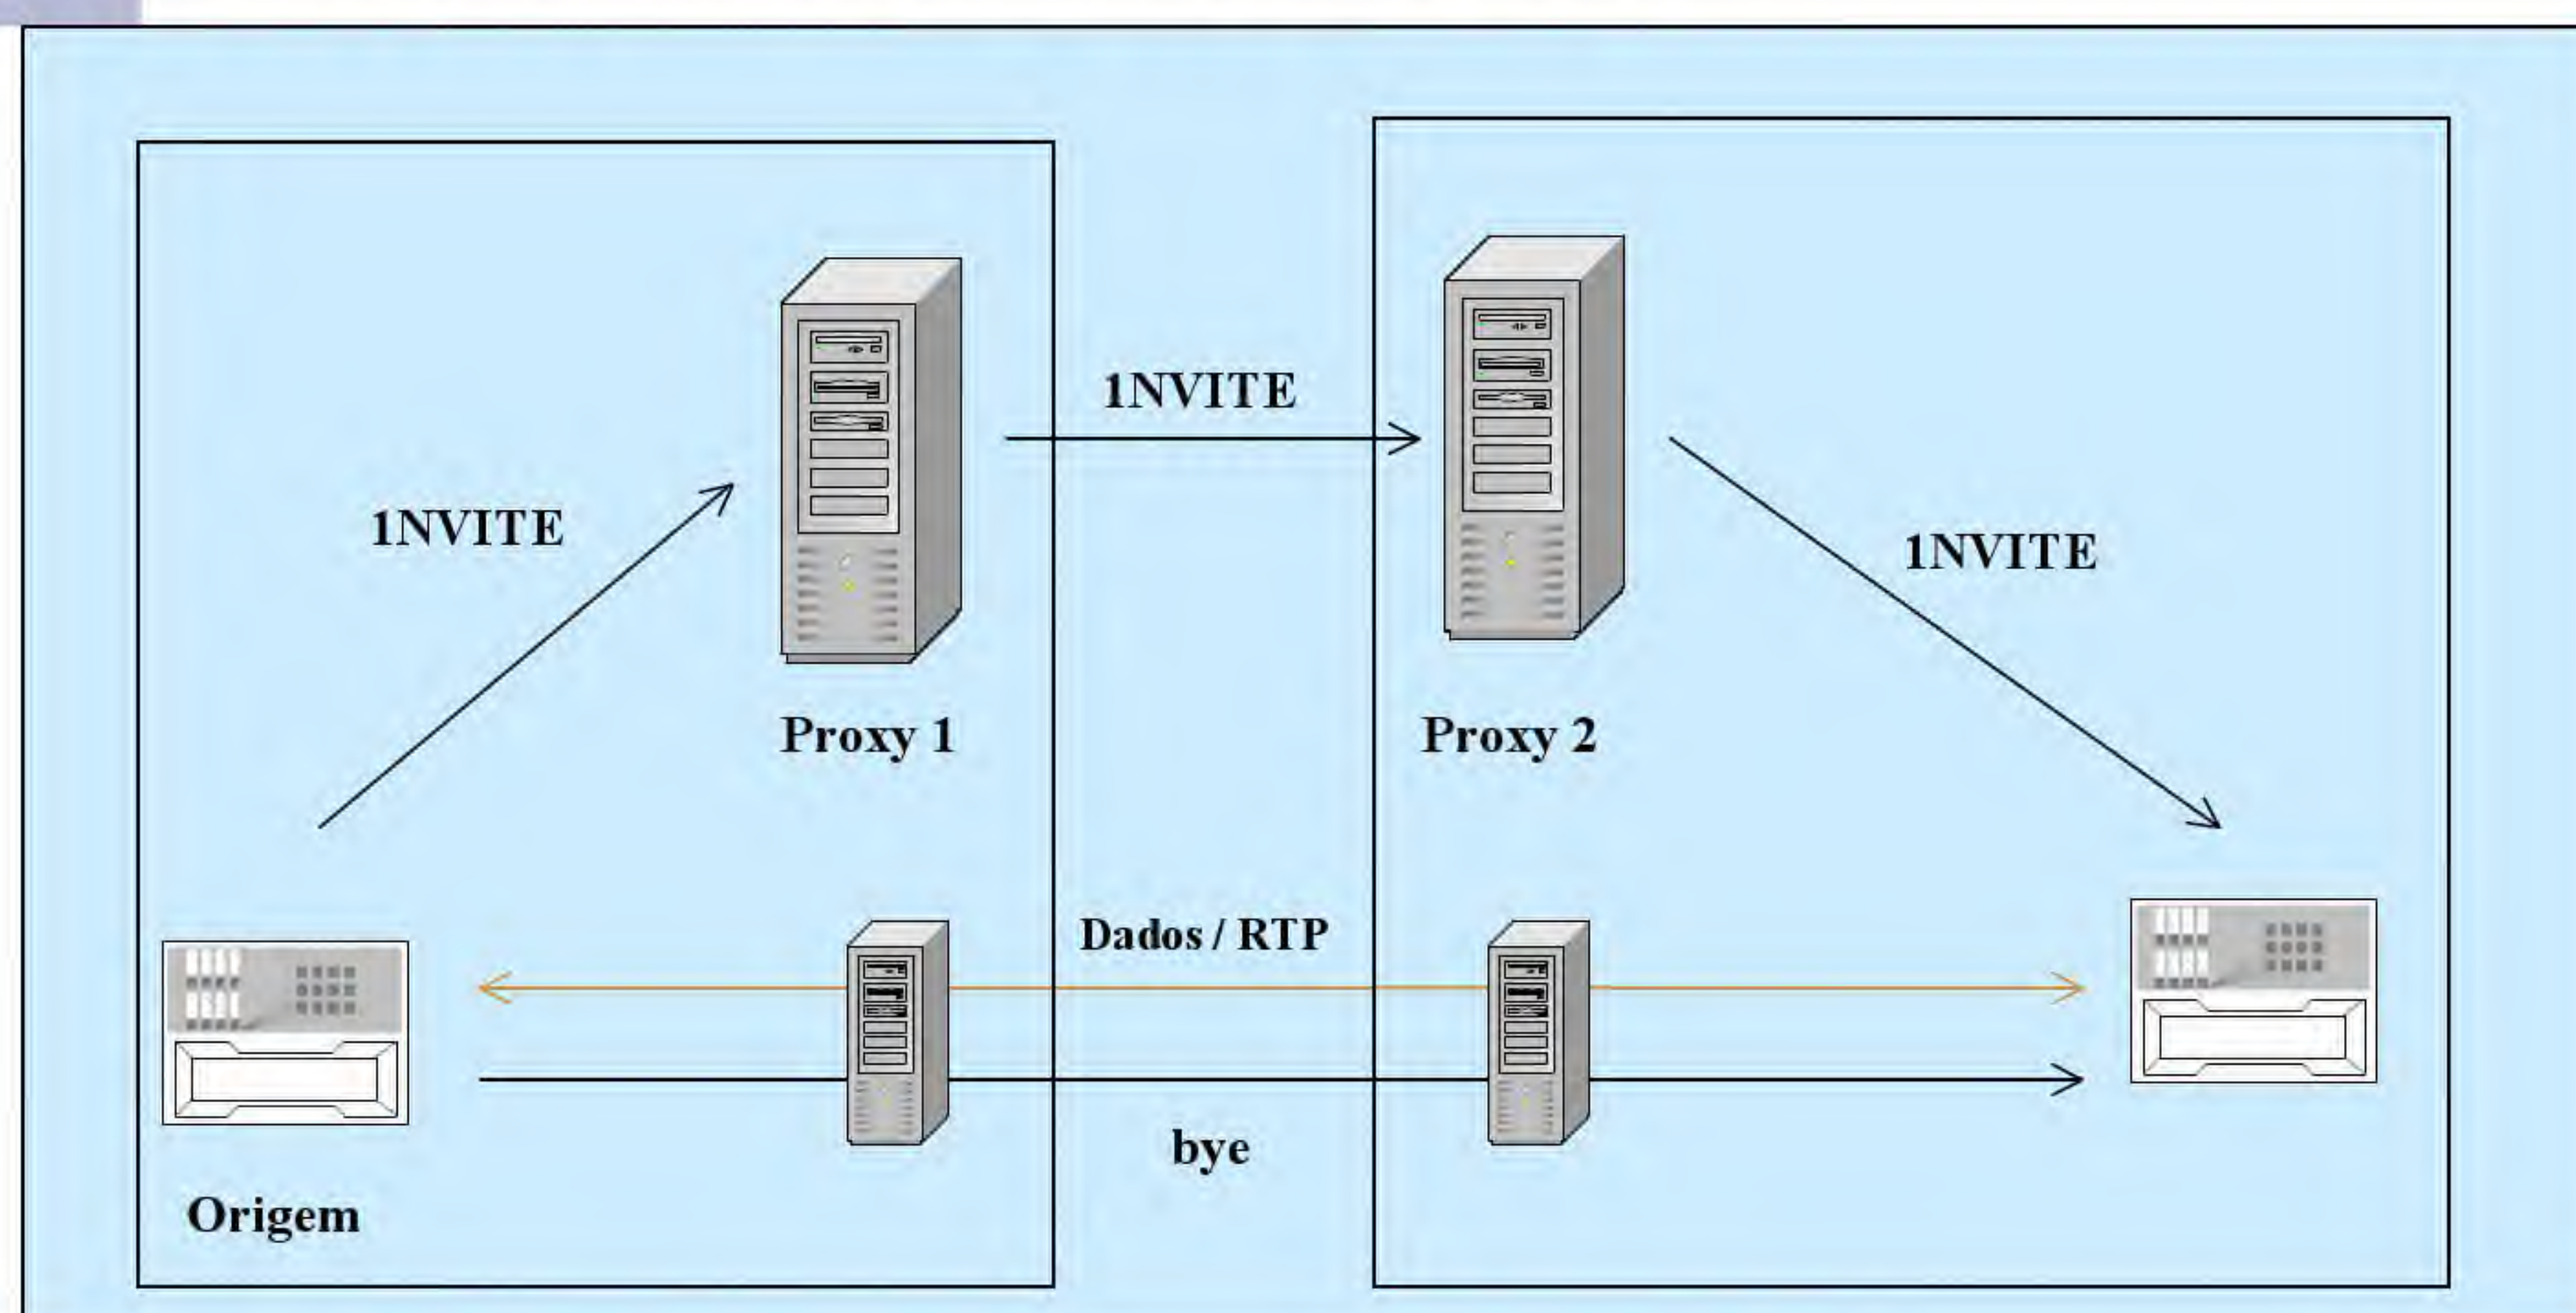 1NVITE
1NVITE
1NVITE
Proxy 1
Proxy 2
Dados / RTP
bye
Origem